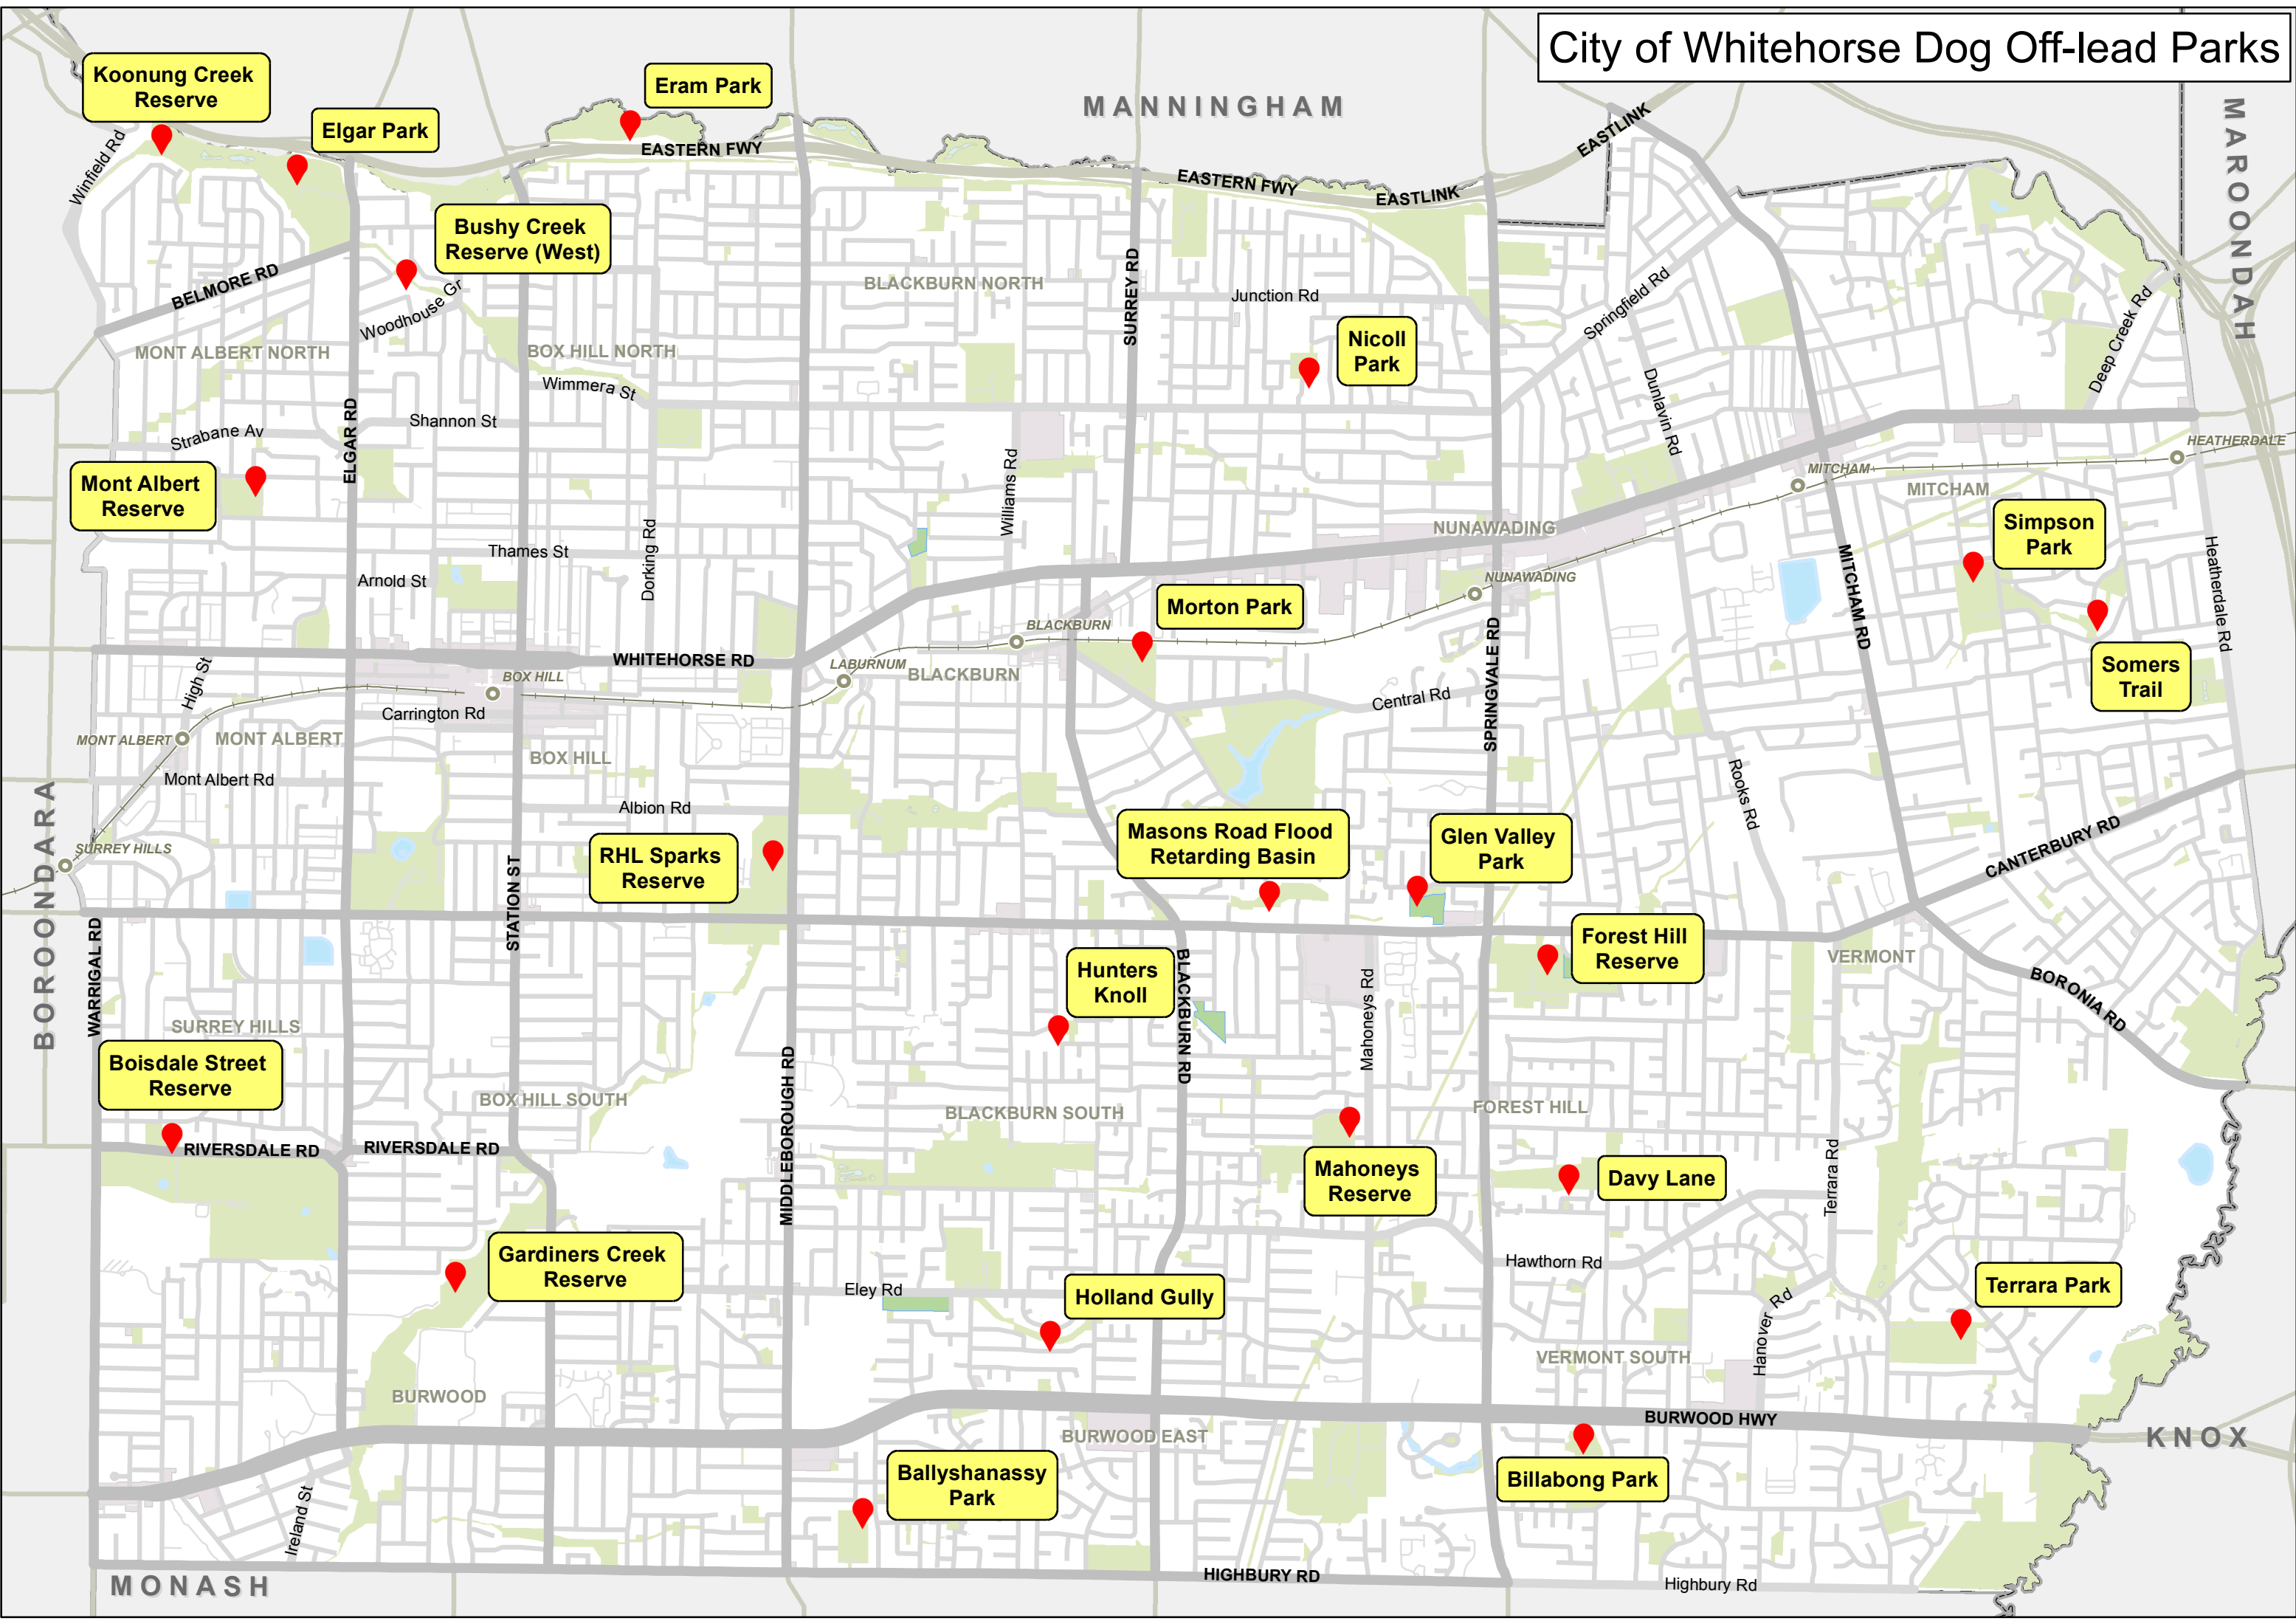 City of Whitehorse Dog Off-lead Parks
Koonung Creek
Reserve
Elgar Park
Eram Park
MANNINGHAM
MAROONDAH
EASTERN FWY
EASTERN FWY
EASTLINK
EASTLINK
Winfield Rd
Bushy Creek
Reserve (West)
BELMORE RD
Woodhouse Gr
BLACKBURN NORTH
SURREY RD
Junction Rd
Springfield Rd
Deep Creek Rd
MONT ALBERT NORTH
BOX HILL NORTH
Nicoll
Park
Wimmera St
Dunlavin Rd
ELGAR RD
Shannon St
Strabane Av
HEATHERDALE
MITCHAM
MITCHAM
Mont Albert
Reserve
Williams Rd
NUNAWADING
Simpson
Park
Thames St
Dorking Rd
Arnold St
NUNAWADING
MITCHAM RD
Heatherdale Rd
Morton Park
BLACKBURN
WHITEHORSE RD
LABURNUM
BLACKBURN
SPRINGVALE RD
Somers
Trail
High St
BOX HILL
Carrington Rd
Central Rd
MONT ALBERT
MONT ALBERT
BOX HILL
Mont Albert Rd
Albion Rd
Rooks Rd
BOROONDARA
SURREY HILLS
RHL Sparks
Reserve
Masons Road Flood
Retarding Basin
Glen Valley
Park
CANTERBURY RD
STATION ST
WARRIGAL RD
Forest Hill
Reserve
VERMONT
Hunters
Knoll
BLACKBURN RD
Mahoneys Rd
BORONIA RD
SURREY HILLS
Boisdale Street
Reserve
MIDDLEBOROUGH RD
BOX HILL SOUTH
BLACKBURN SOUTH
FOREST HILL
RIVERSDALE RD
RIVERSDALE RD
Mahoneys
Reserve
Davy Lane
Terrara Rd
Gardiners Creek
Reserve
Hawthorn Rd
Eley Rd
Holland Gully
Terrara Park
Hanover Rd
VERMONT SOUTH
BURWOOD
BURWOOD HWY
BURWOOD EAST
KNOX
Ballyshanassy
Park
Billabong Park
Ireland St
MONASH
HIGHBURY RD
Highbury Rd